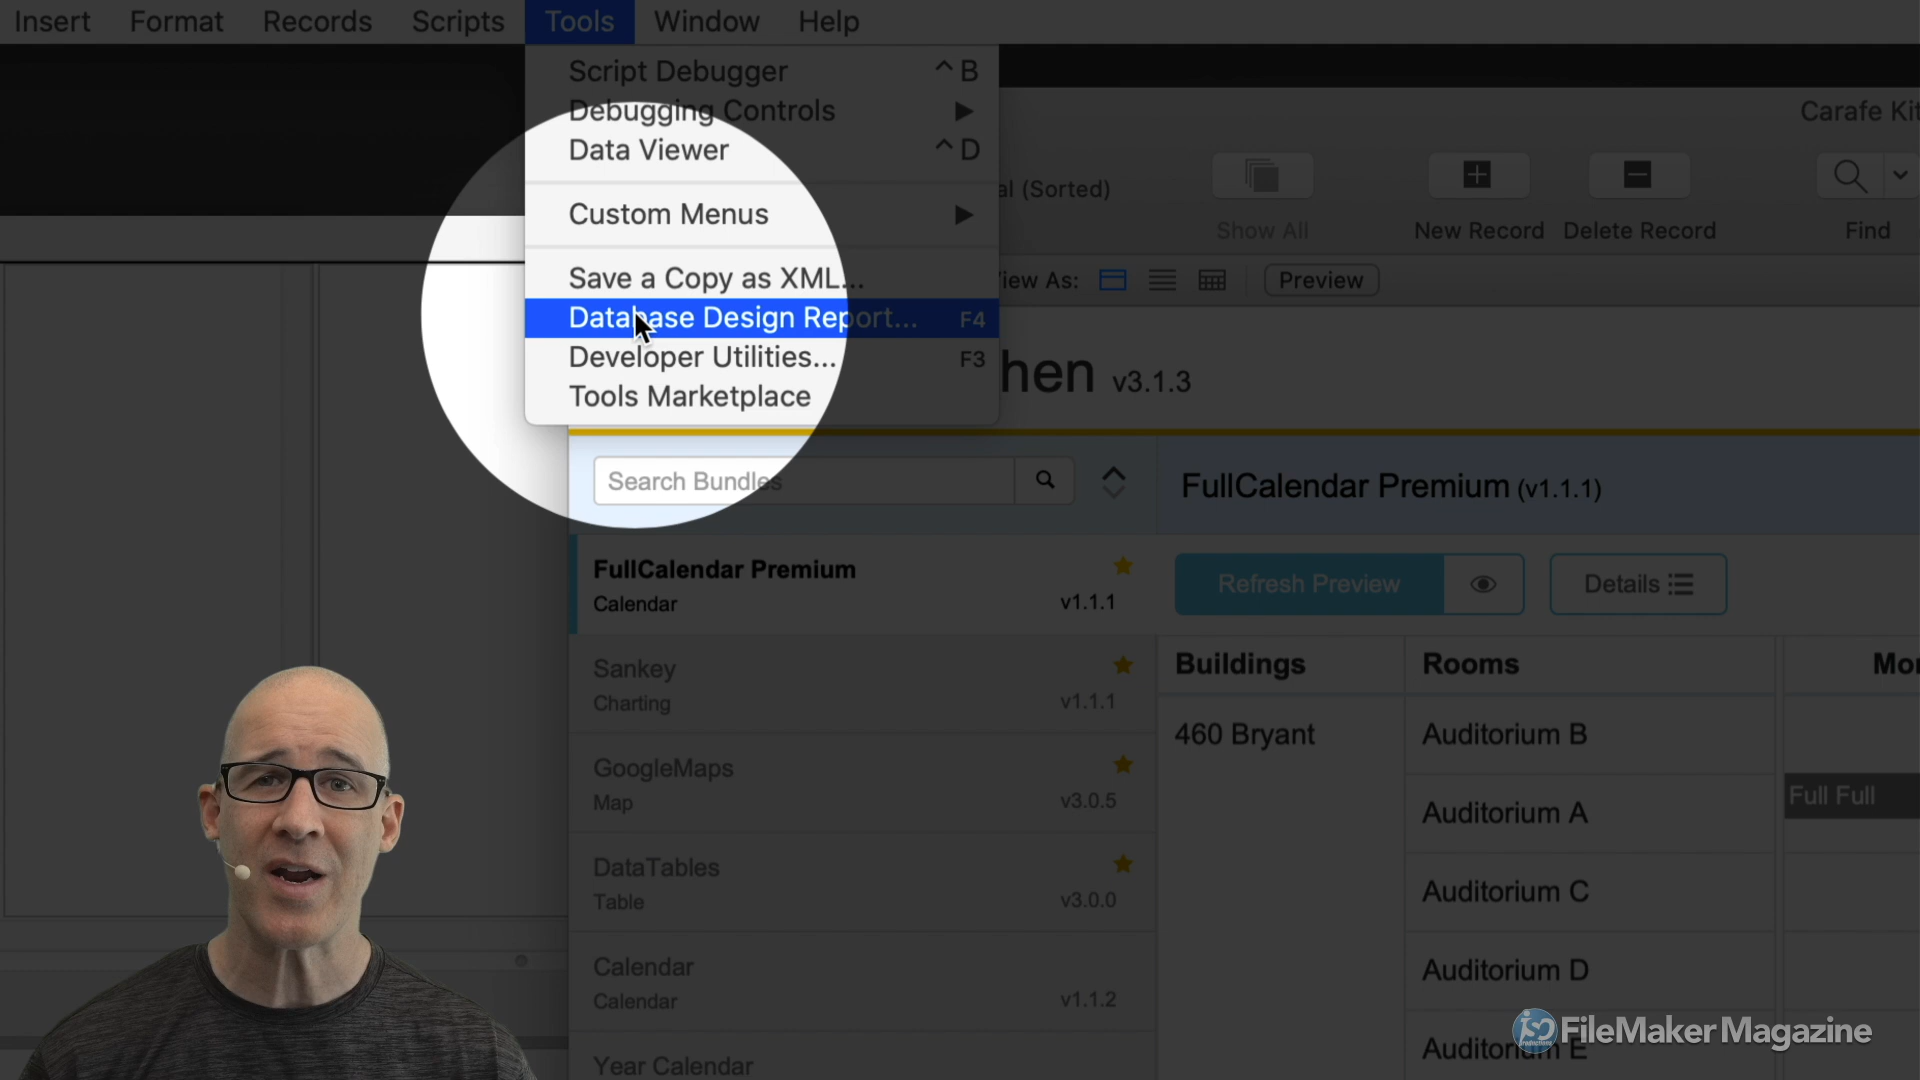 Insert Format Records Scripts Tools Window Help
Script Debugger ^ B
Debugging Controls
Data Viewer ^ D
Custom Menus
Save a Copy as XML...
Database Design Report... F4
Developer Utilities... F3
Tools Marketplace
Carafe Kit
(Sorted)
Show All
New Record
Delete Record
Find
As:
Preview
hen v3.1.3
Search Bundles
FullCalendar Premium (v1.1.1)
FullCalendar Premium
Calendar v1.1.1
Sankey
Charting v1.1.1
GoogleMaps
Map v3.0.5
DataTables
Table v3.0.0
Calendar
Calendar v1.1.2
Year Calendar
Refresh Preview
Details
Buildings Rooms Mon
460 Bryant
Auditorium B
Auditorium A
Full Full
Auditorium C
Auditorium D
Auditorium E
iso productions FileMaker Magazine